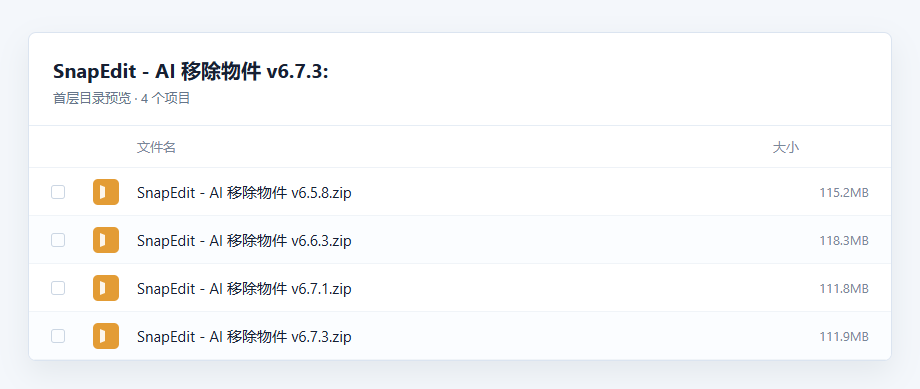 SnapEdit - AI 移除物件 v6.7.3:
首层目录预览 · 4 个项目
文件名 大小
SnapEdit - AI 移除物件 v6.5.8.zip 115.2MB
SnapEdit - AI 移除物件 v6.6.3.zip 118.3MB
SnapEdit - AI 移除物件 v6.7.1.zip 111.8MB
SnapEdit - AI 移除物件 v6.7.3.zip 111.9MB